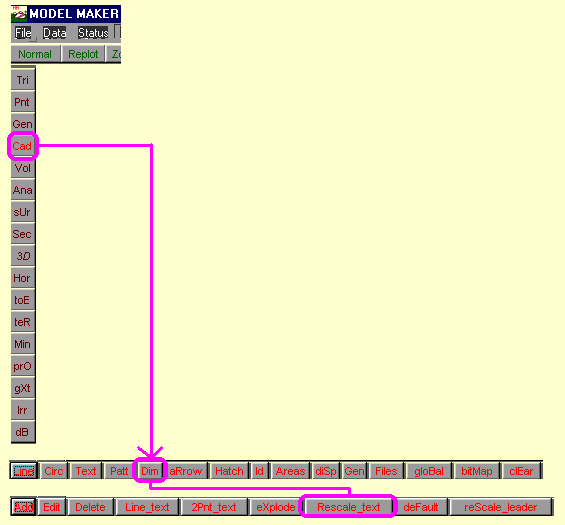 MODEL MAKER
File Data Status
Normal Replot
Tri
Pnt
Gen
Cad
Vol
Ana
sUr
Sec
3D
Hor
toE
teR
Min
prO
gXt
Irr
dB
Line Circ Text Patt Dim aRrow Hatch Id Areas diSp Gen Files gloBal bitMap clEar
Add Edit Delete Line_text 2Pnt_text eXplode Rescale_text deFault reScale_leader